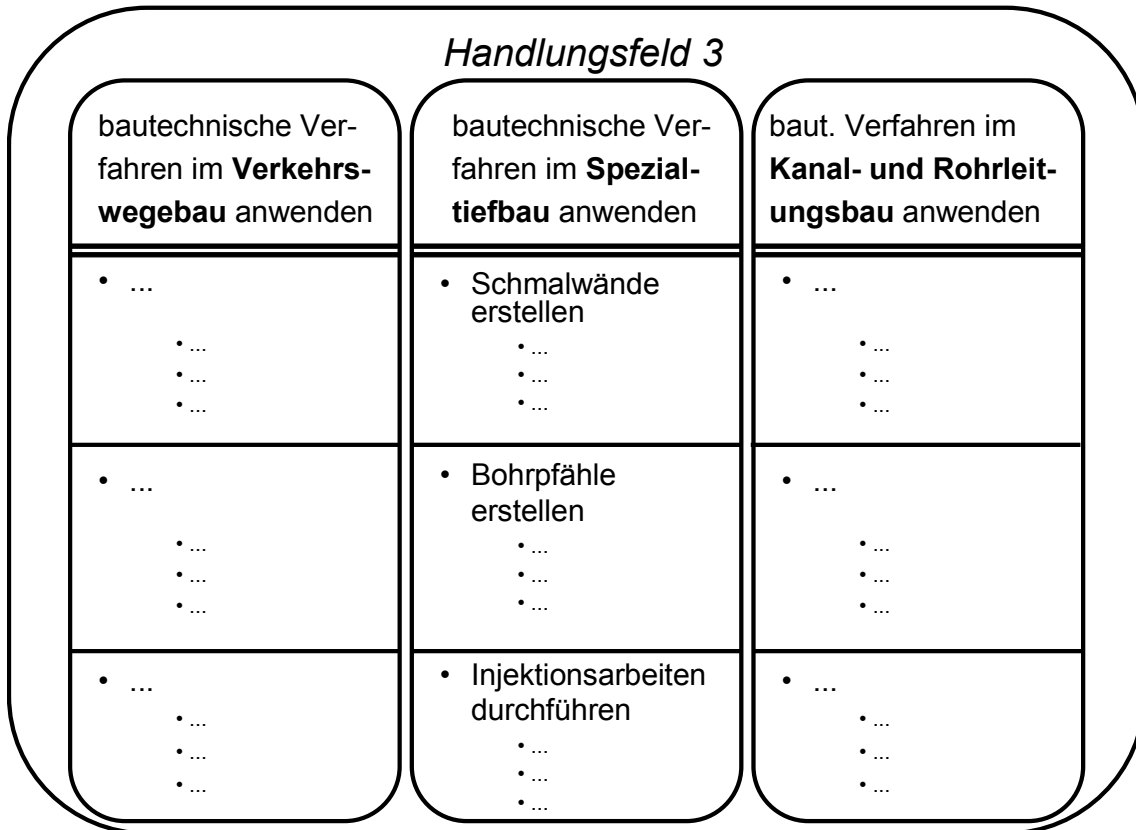 Handlungsfeld 3
bautechnische Ver-
fahren im Verkehrs-
wegebau anwenden
• ...
• ...
• ...
• ...
• ...
• ...
• ...
• ...
• ...
• ...
• ...
• ...
bautechnische Ver-
fahren im Spezial-
tiefbau anwenden
• Schmalwände
erstellen
• ...
• ...
• ...
• Bohrpfähle
erstellen
• ...
• ...
• ...
• Injektionsarbeiten
durchführen
• ...
• ...
• ...
baut. Verfahren im
Kanal- und Rohrleit-
ungsbau anwenden
• ...
• ...
• ...
• ...
• ...
• ...
• ...
• ...
• ...
• ...
• ...
• ...